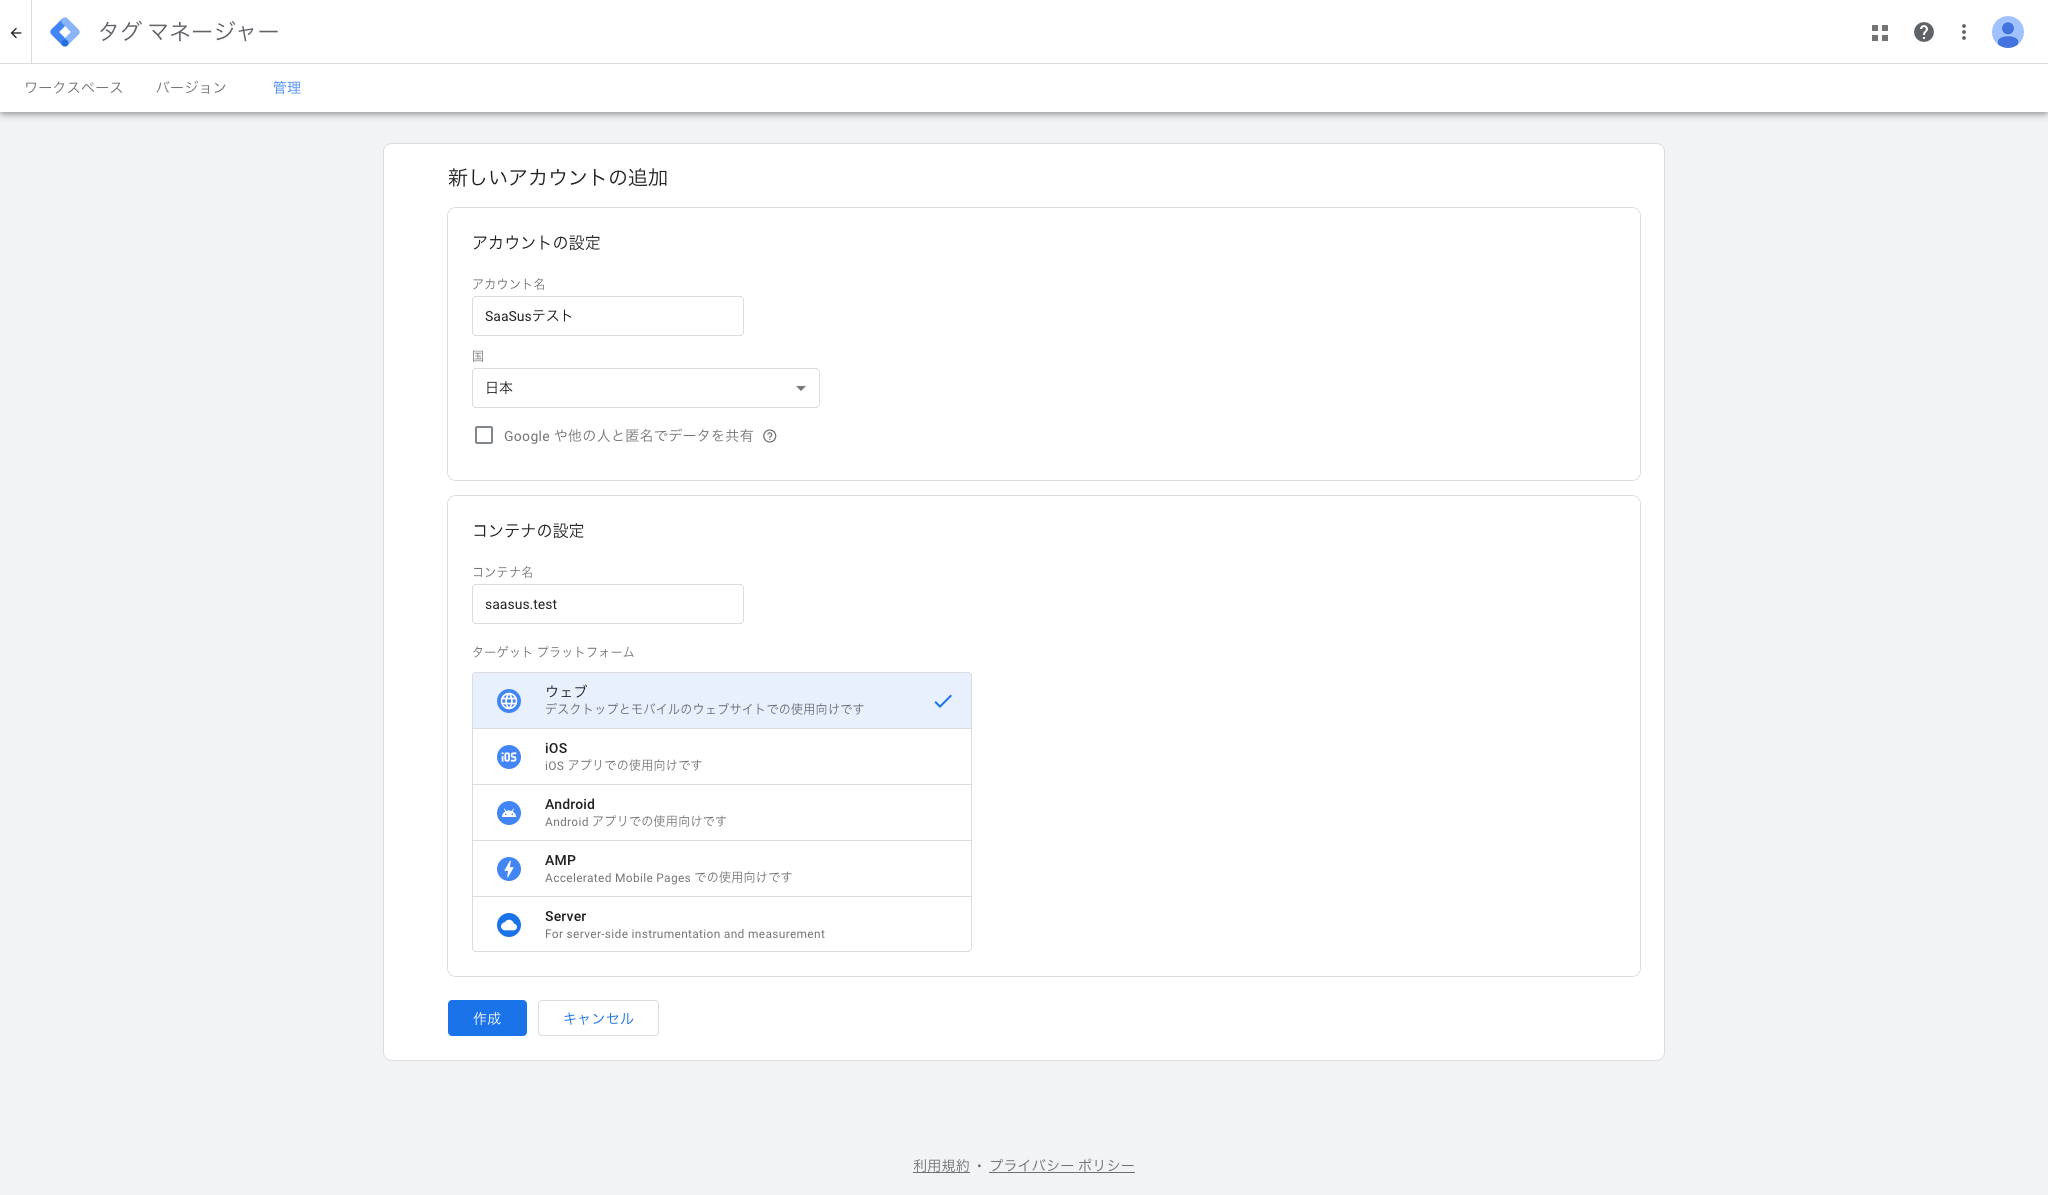 タグ マネージャー
ワークスペース バージョン 管理
新しいアカウントの追加
アカウントの設定
アカウント名
SaaSusテスト
国
日本
Google や他の人と匿名でデータを共有
コンテナの設定
コンテナ名
saasus.test
ターゲット プラットフォーム
ウェブ
デスクトップとモバイルのウェブサイトでの使用向けです
iOS
iOS
iOS アプリでの使用向けです
Android
Android アプリでの使用向けです
AMP
Accelerated Mobile Pages での使用向けです
Server
For server-side instrumentation and measurement
作成 キャンセル
利用規約 ・ プライバシー ポリシー